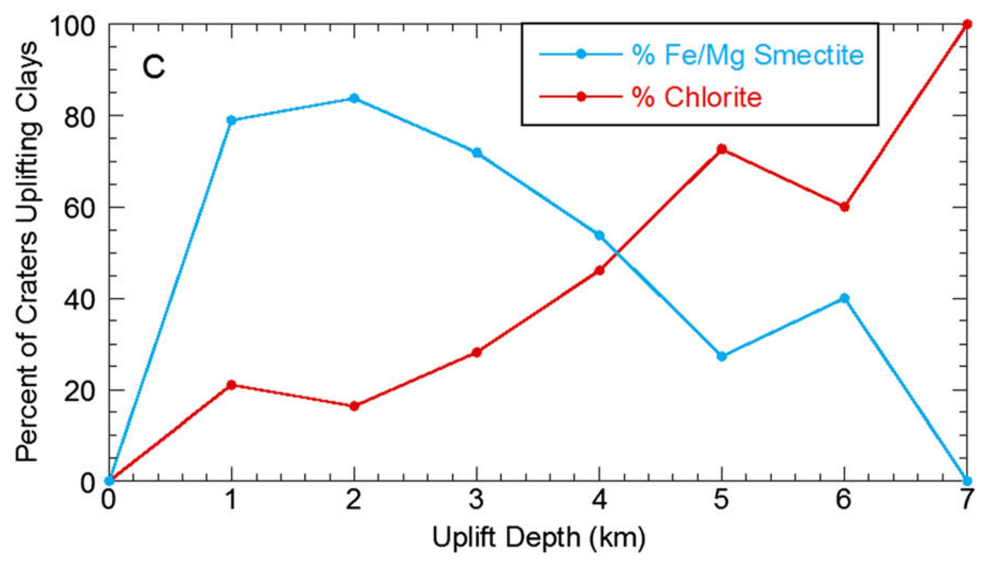 C
% Fe/Mg Smectite
% Chlorite
Percent of Craters Uplifting Clays
100
80
60
40
20
0
0 1 2 3 4 5 6 7
Uplift Depth (km)